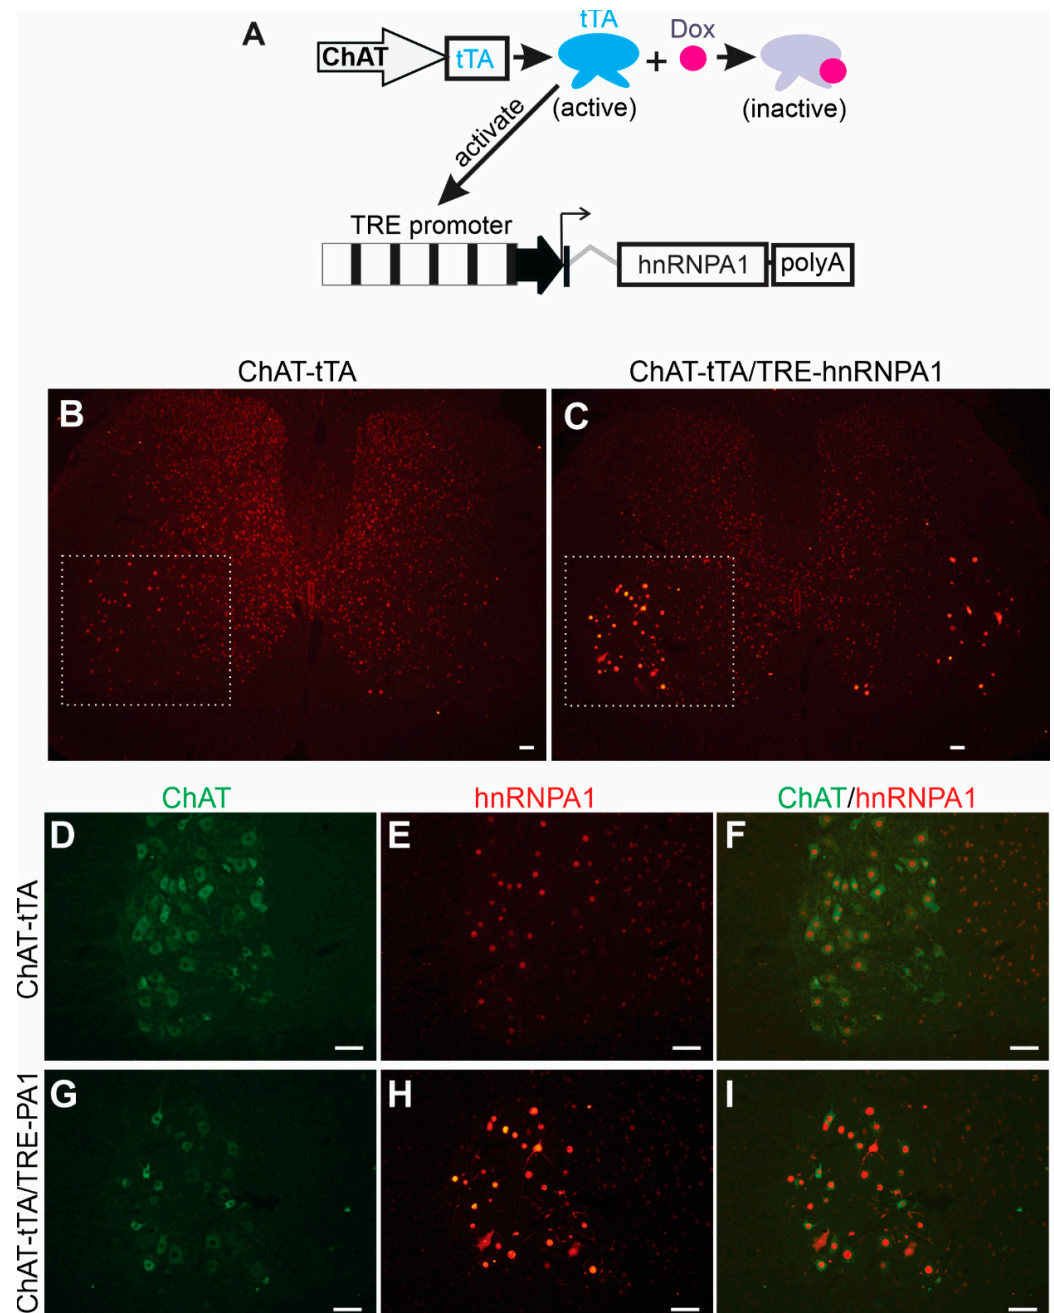 A
ChAT
tTA
tTA
(active)
+
Dox
(inactive)
activate
TRE promoter
hnRNPA1
polyA
ChAT-tTA
ChAT-tTA/TRE-hnRNPA1
B
C
ChAT
hnRNPA1
ChAT/hnRNPA1
ChAT-tTA
D
E
F
ChAT-tTA/TRE-PA1
G
H
I